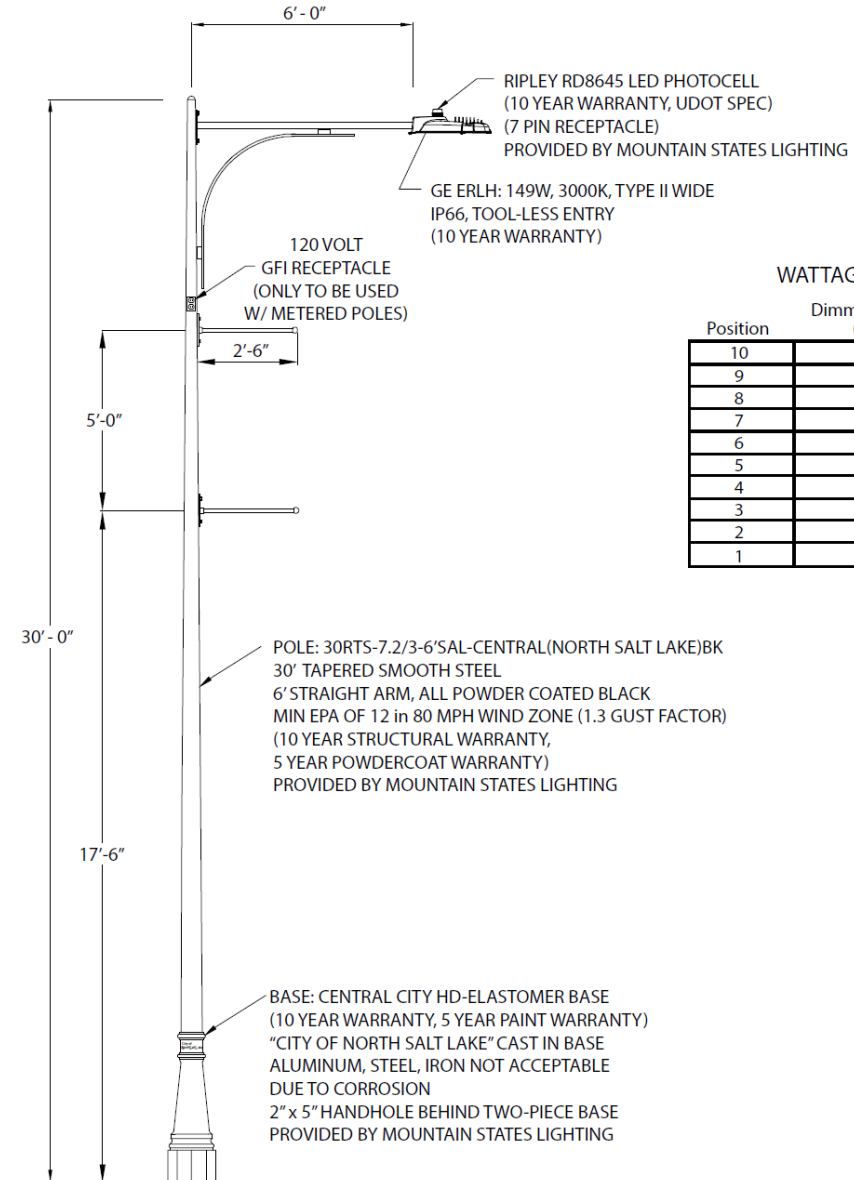 6' - 0"
RIPLEY RD8645 LED PHOTOCELL
(10 YEAR WARRANTY, UDOT SPEC)
(7 PIN RECEPTACLE)
PROVIDED BY MOUNTAIN STATES LIGHTING
GE ERLH: 149W, 3000K, TYPE II WIDE
IP66, TOOL-LESS ENTRY
(10 YEAR WARRANTY)
120 VOLT
GFI RECEPTACLE
(ONLY TO BE USED
W/ METERED POLES)
2'-6"
5'-0"
WATTAG
Dimm
Position
10
9
8
7
6
5
4
3
2
1
30' - 0"
POLE: 30RTS-7.2/3-6'SAL-CENTRAL(NORTH SALT LAKE)BK
30' TAPERED SMOOTH STEEL
6' STRAIGHT ARM, ALL POWDER COATED BLACK
MIN EPA OF 12 in 80 MPH WIND ZONE (1.3 GUST FACTOR)
(10 YEAR STRUCTURAL WARRANTY,
5 YEAR POWDERCOAT WARRANTY)
PROVIDED BY MOUNTAIN STATES LIGHTING
17'-6"
BASE: CENTRAL CITY HD-ELASTOMER BASE
(10 YEAR WARRANTY, 5 YEAR PAINT WARRANTY)
"CITY OF NORTH SALT LAKE" CAST IN BASE
ALUMINUM, STEEL, IRON NOT ACCEPTABLE
DUE TO CORROSION
2" x 5" HANDHOLE BEHIND TWO-PIECE BASE
PROVIDED BY MOUNTAIN STATES LIGHTING